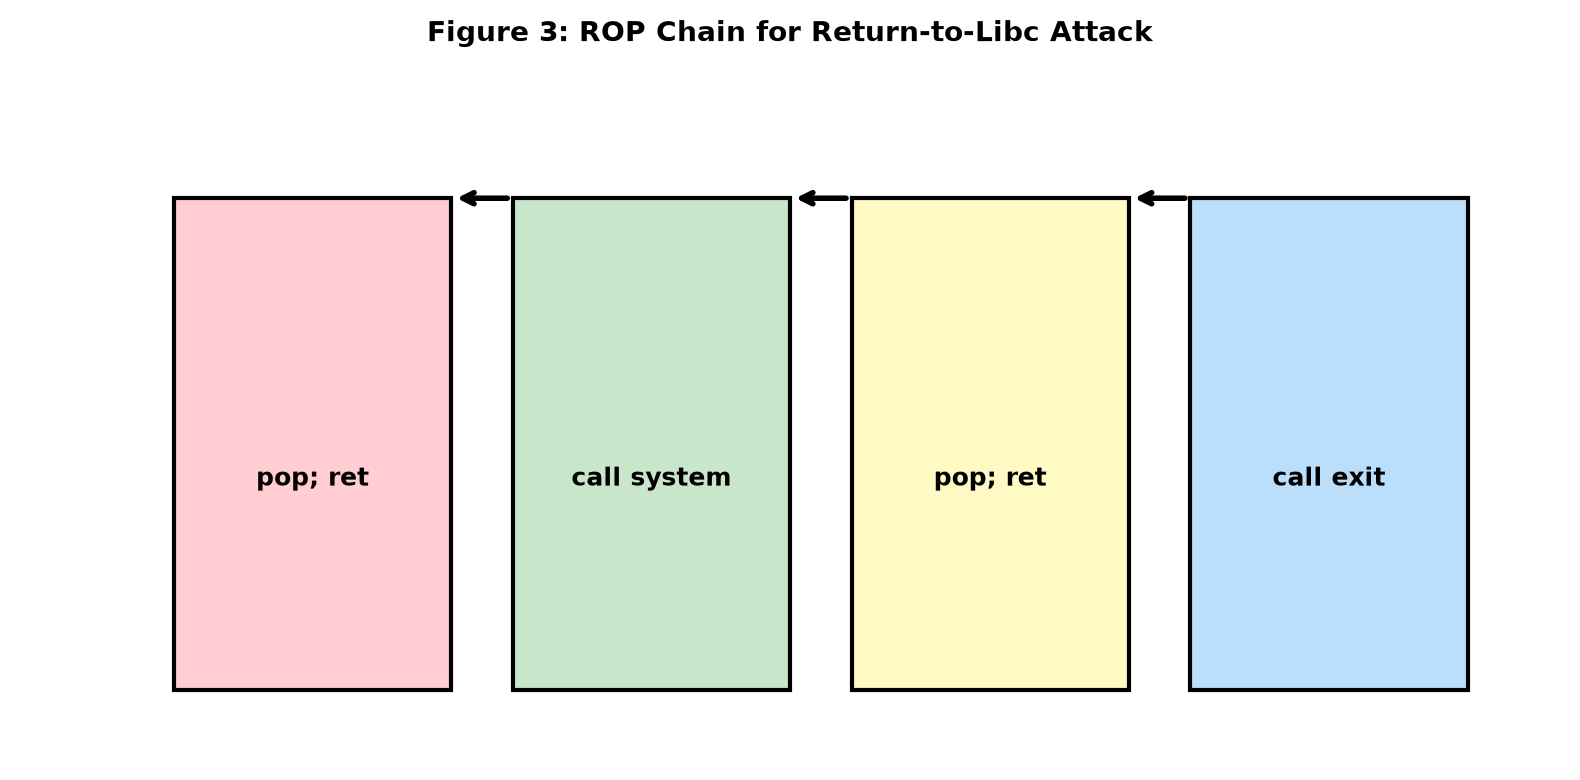 Figure 3: ROP Chain for Return-to-Libc Attack
pop; ret
call system
pop; ret
call exit